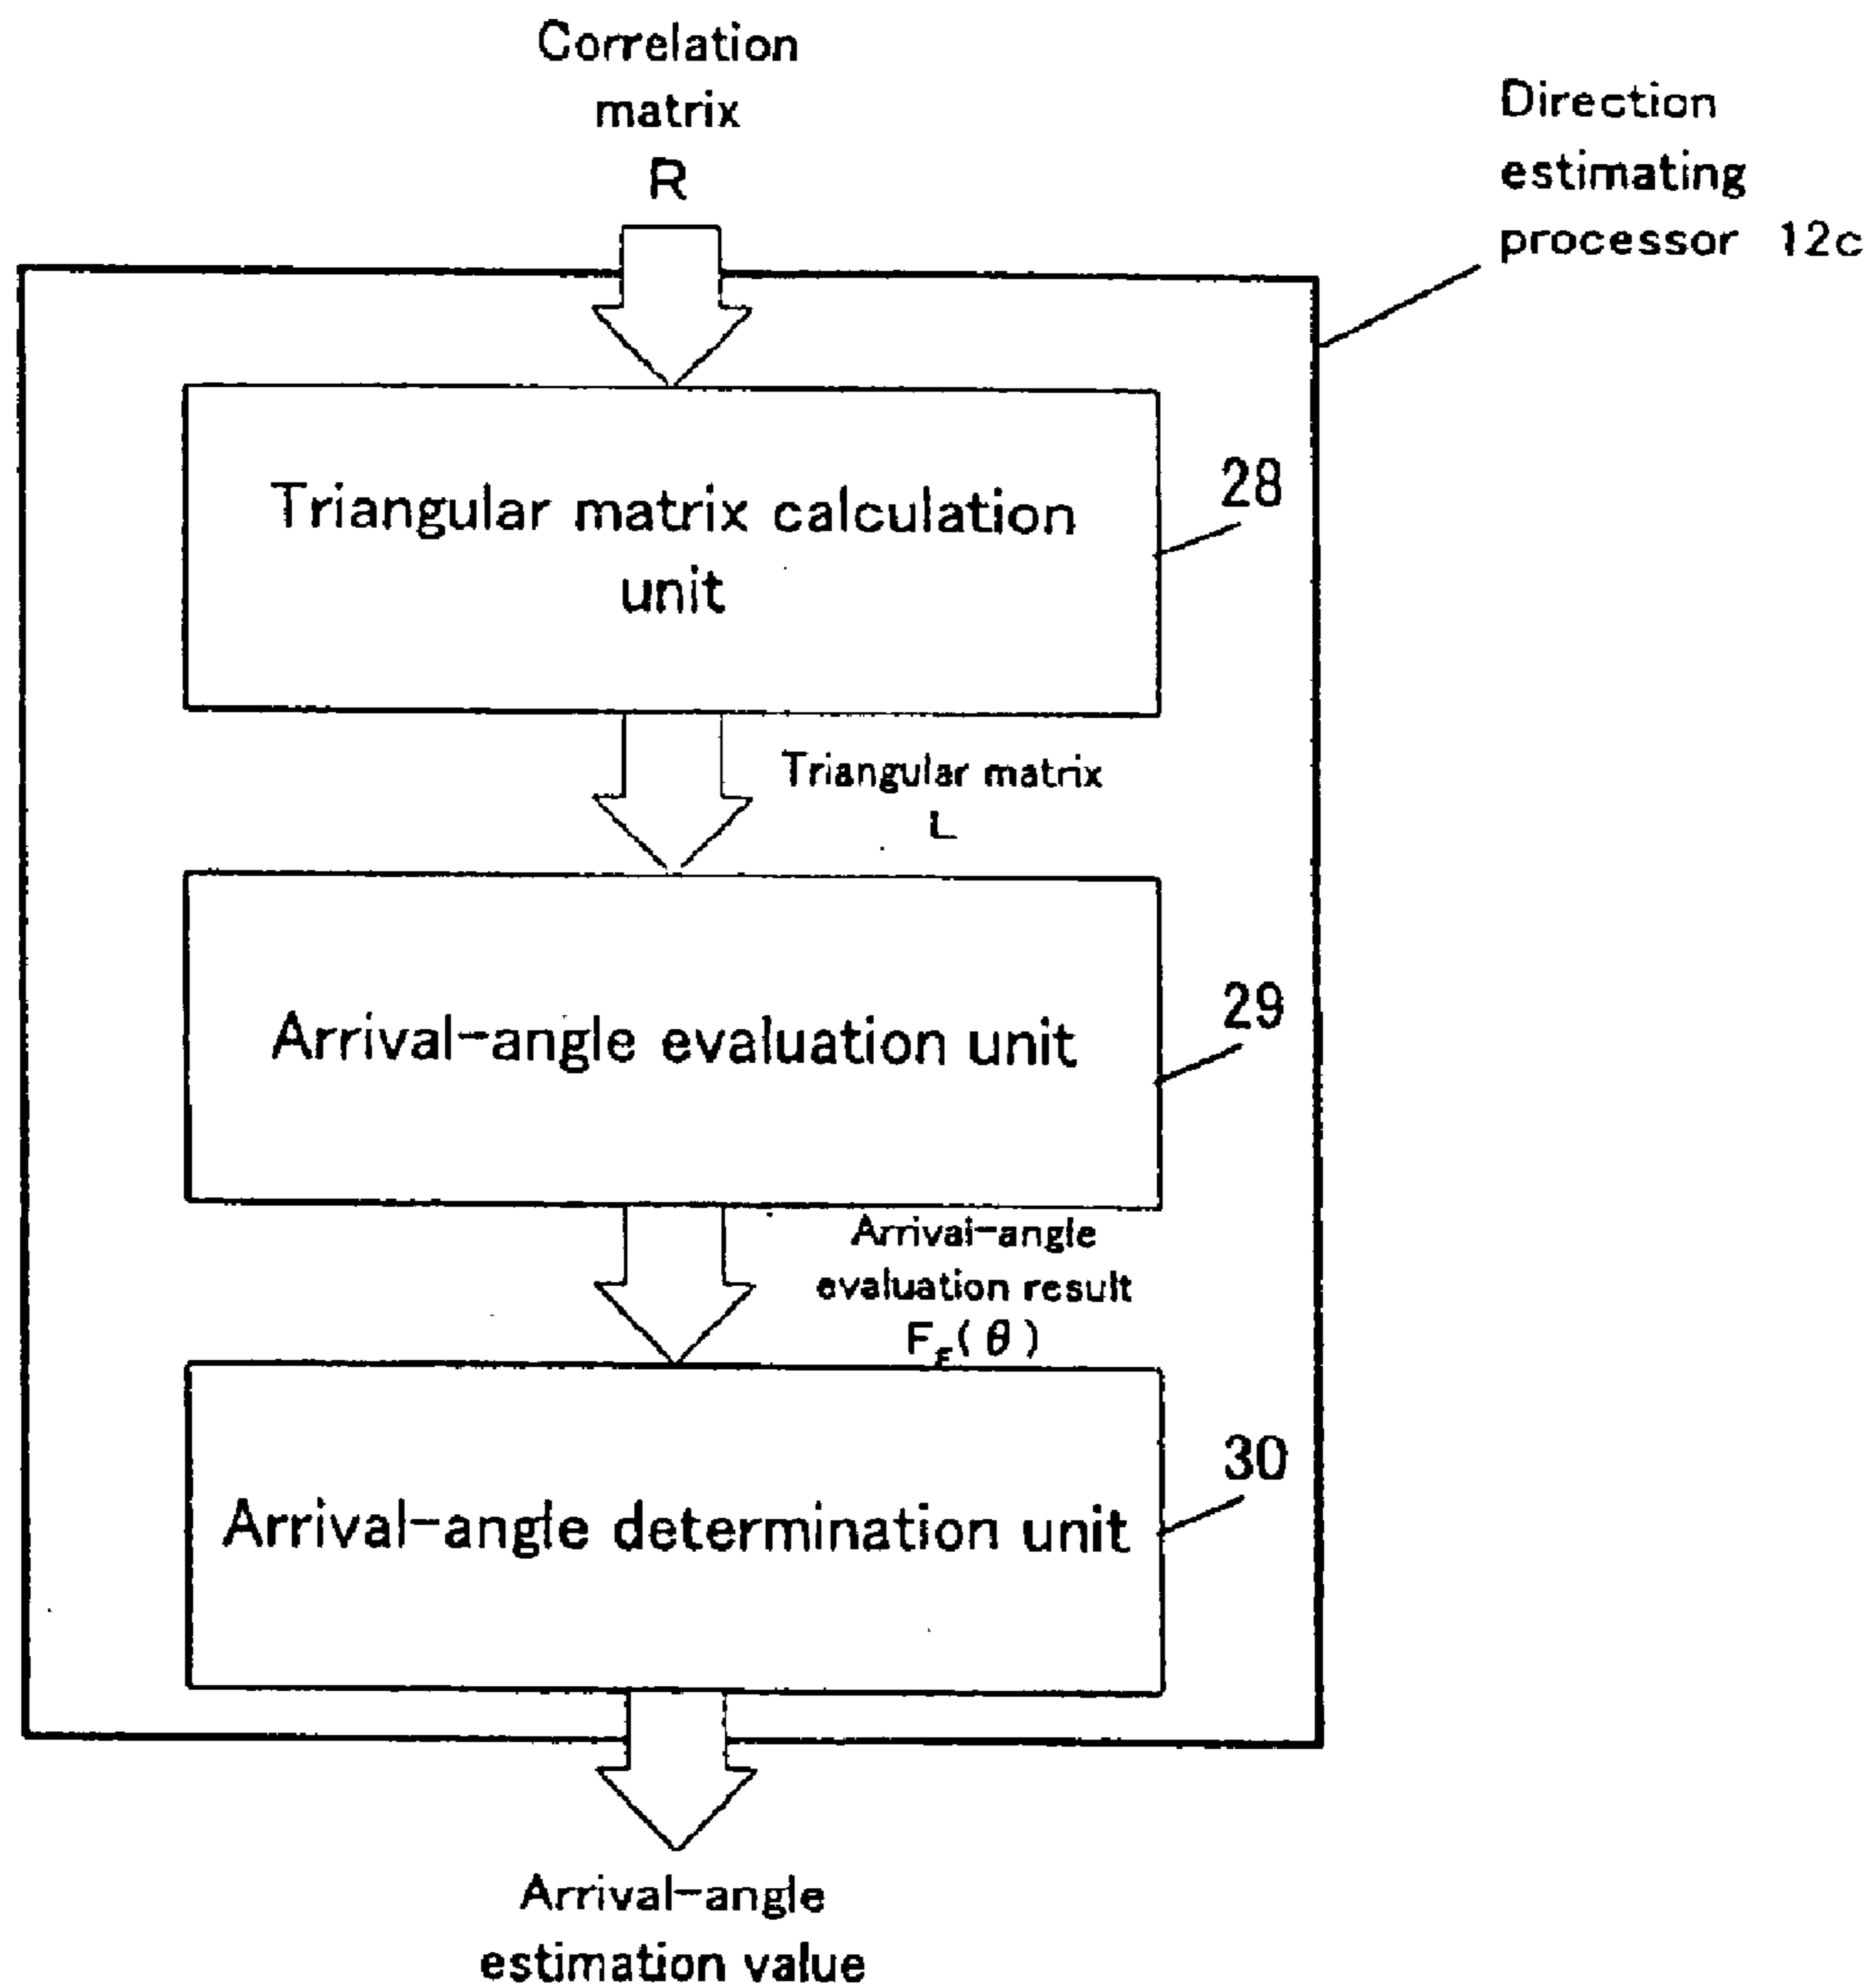 Correlation
matrix
R
Direction
estimating
processor 12c
Triangular matrix calculation
unit
28
Triangular matrix
L
Arrival-angle evaluation unit
29
Arrival-angle
evaluation result
F_F(θ)
Arrival-angle determination unit
30
Arrival-angle
estimation value